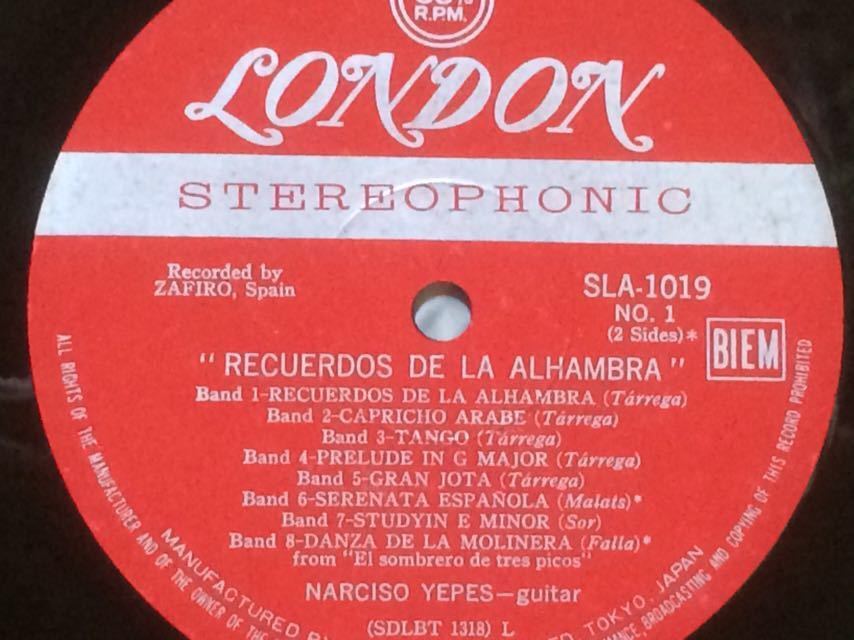 R.P.M.
LONDON
STEREOPHONIC
Recorded by
ZAFIRO, Spain
SLA-1019
NO. 1
(2 Sides)*
BIEM
"RECUERDOS DE LA ALHAMBRA"
Band 1-RECUERDOS DE LA ALHAMBRA (Tárrega)
Band 2-CAPRICHO ARABE (Tárrega)
Band 3-TANGO (Tárrega)
Band 4-PRELUDE IN G MAJOR (Tárrega)
Band 5-GRAN JOTA (Tárrega)
Band 6-SERENATA ESPAÑOLA (Malats)*
Band 7-STUDYIN E MINOR (Sor)
Band 8-DANZA DE LA MOLINERA (Falla)*
from "El sombrero de tres picos"
NARCISO YEPES-guitar
(SDLBT 1318) L
ALL RIGHTS OF THE MANUFACTURER AND OF THE OWNER OF
BROADCASTING AND COPYING OF THIS RECORD PROHIBITED
MANUFACTURED
TOKYO, JAPAN